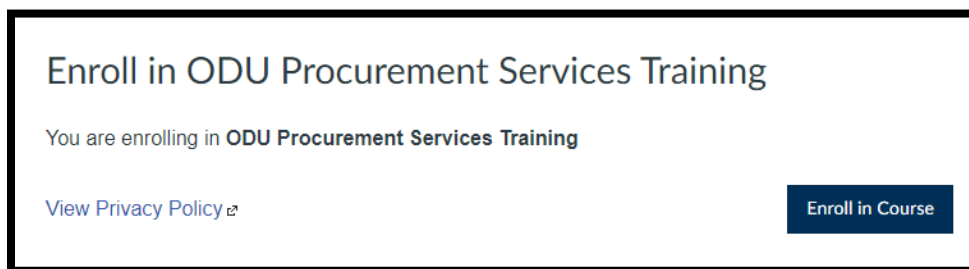 Enroll in ODU Procurement Services Training
You are enrolling in ODU Procurement Services Training
View Privacy Policy
Enroll in Course